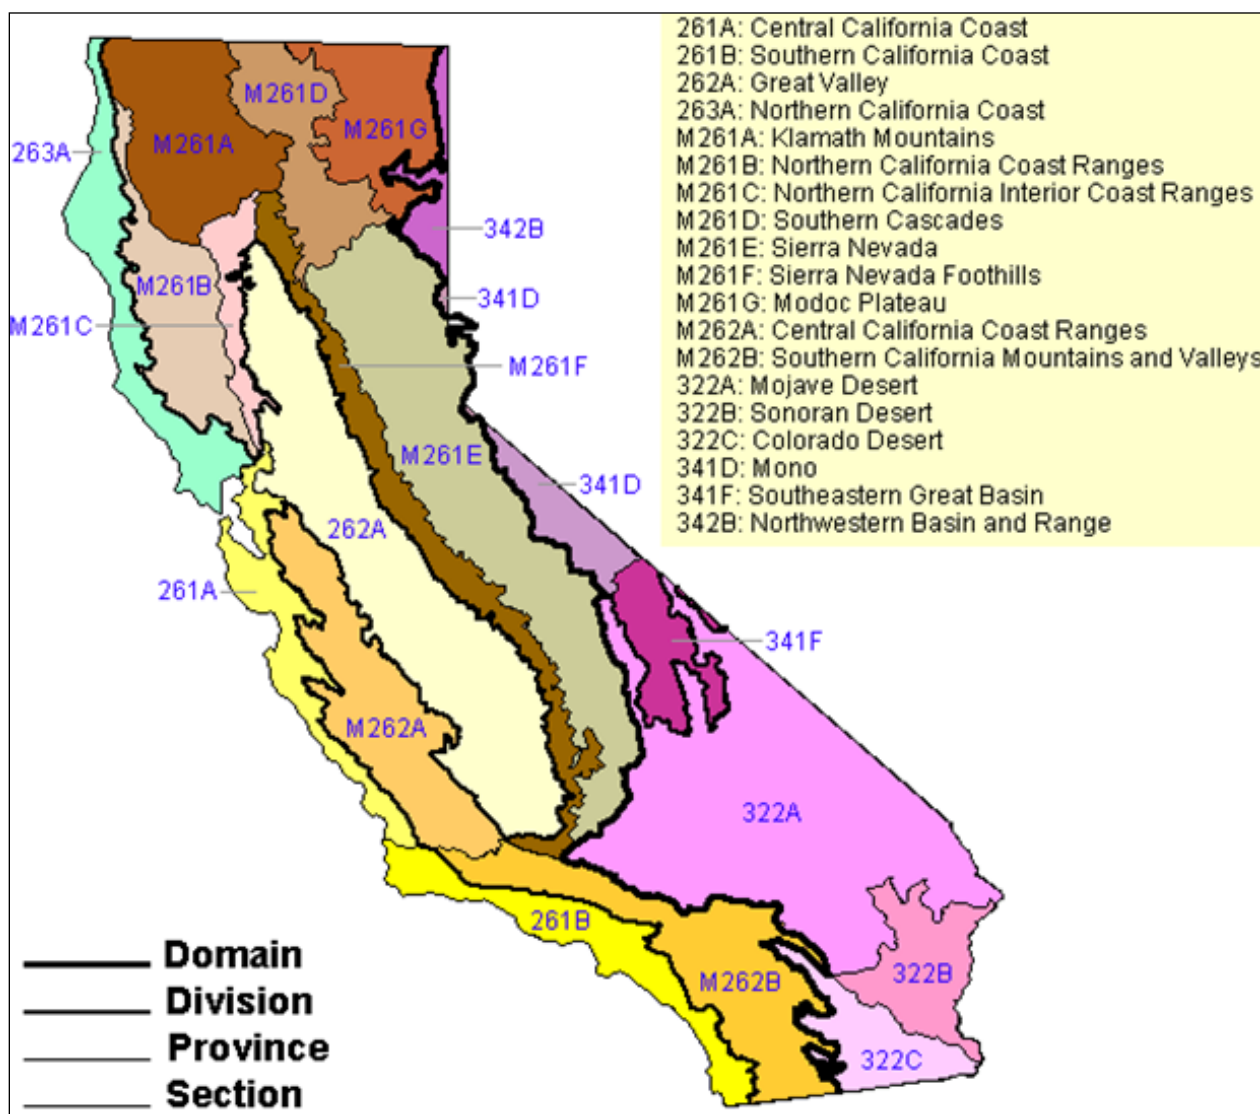 261A: Central California Coast
261B: Southern California Coast
262A: Great Valley
263A: Northern California Coast
M261A: Klamath Mountains
M261B: Northern California Coast Ranges
M261C: Northern California Interior Coast Ranges
M261D: Southern Cascades
M261E: Sierra Nevada
M261F: Sierra Nevada Foothills
M261G: Modoc Plateau
M262A: Central California Coast Ranges
M262B: Southern California Mountains and Valleys
322A: Mojave Desert
322B: Sonoran Desert
322C: Colorado Desert
341D: Mono
341F: Southeastern Great Basin
342B: Northwestern Basin and Range
M261D
M261G
M261A
263A
342B
M261B
341D
M261C
M261F
M261E
341D
262A
261A
341F
M262A
322A
261B
322B
M262B
322C
Domain
Division
Province
Section